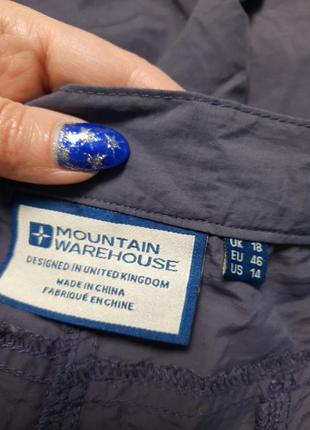 MOUNTAIN
WAREHOUSE
DESIGNED IN UNITED KINGDOM
MADE IN CHINA
FABRIQUÉ EN CHINE
UK 18
EU 46
US 14